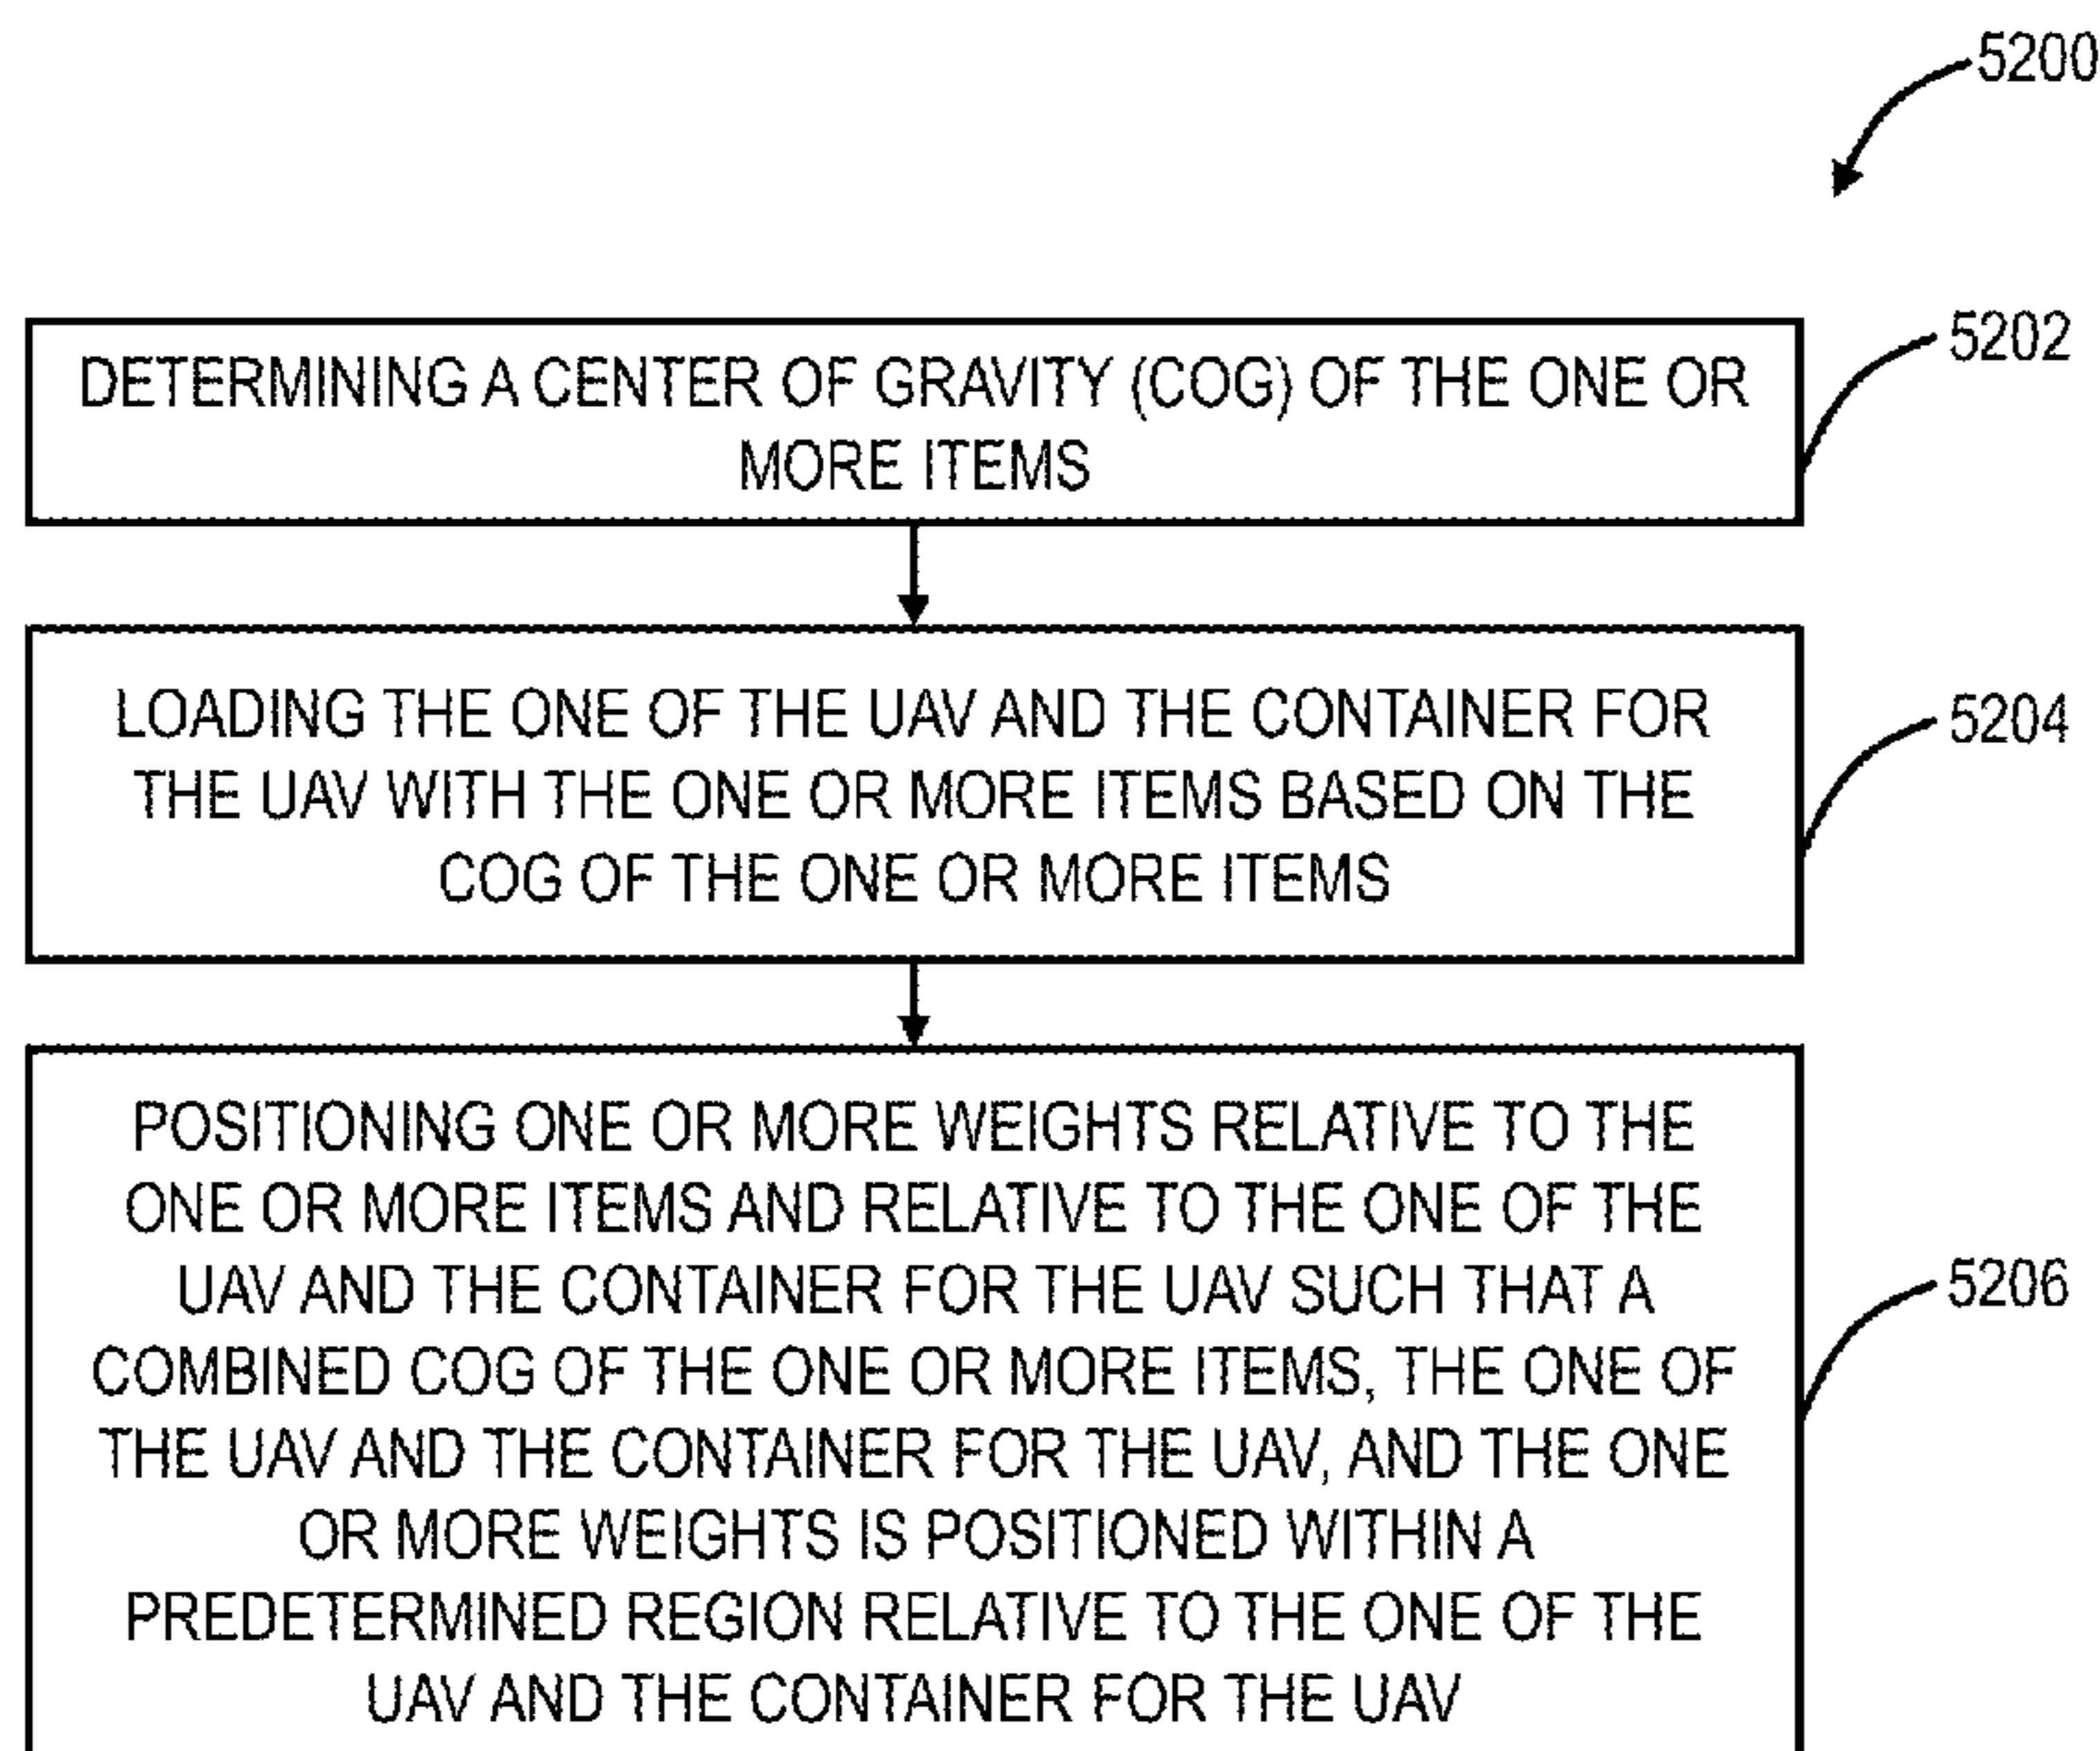 5200
5202
DETERMINING A CENTER OF GRAVITY (COG) OF THE ONE OR
MORE ITEMS
5204
LOADING THE ONE OF THE UAV AND THE CONTAINER FOR
THE UAV WITH THE ONE OR MORE ITEMS BASED ON THE
COG OF THE ONE OR MORE ITEMS
5206
POSITIONING ONE OR MORE WEIGHTS RELATIVE TO THE
ONE OR MORE ITEMS AND RELATIVE TO THE ONE OF THE
UAV AND THE CONTAINER FOR THE UAV SUCH THAT A
COMBINED COG OF THE ONE OR MORE ITEMS, THE ONE OF
THE UAV AND THE CONTAINER FOR THE UAV, AND THE ONE
OR MORE WEIGHTS IS POSITIONED WITHIN A
PREDETERMINED REGION RELATIVE TO THE ONE OF THE
UAV AND THE CONTAINER FOR THE UAV